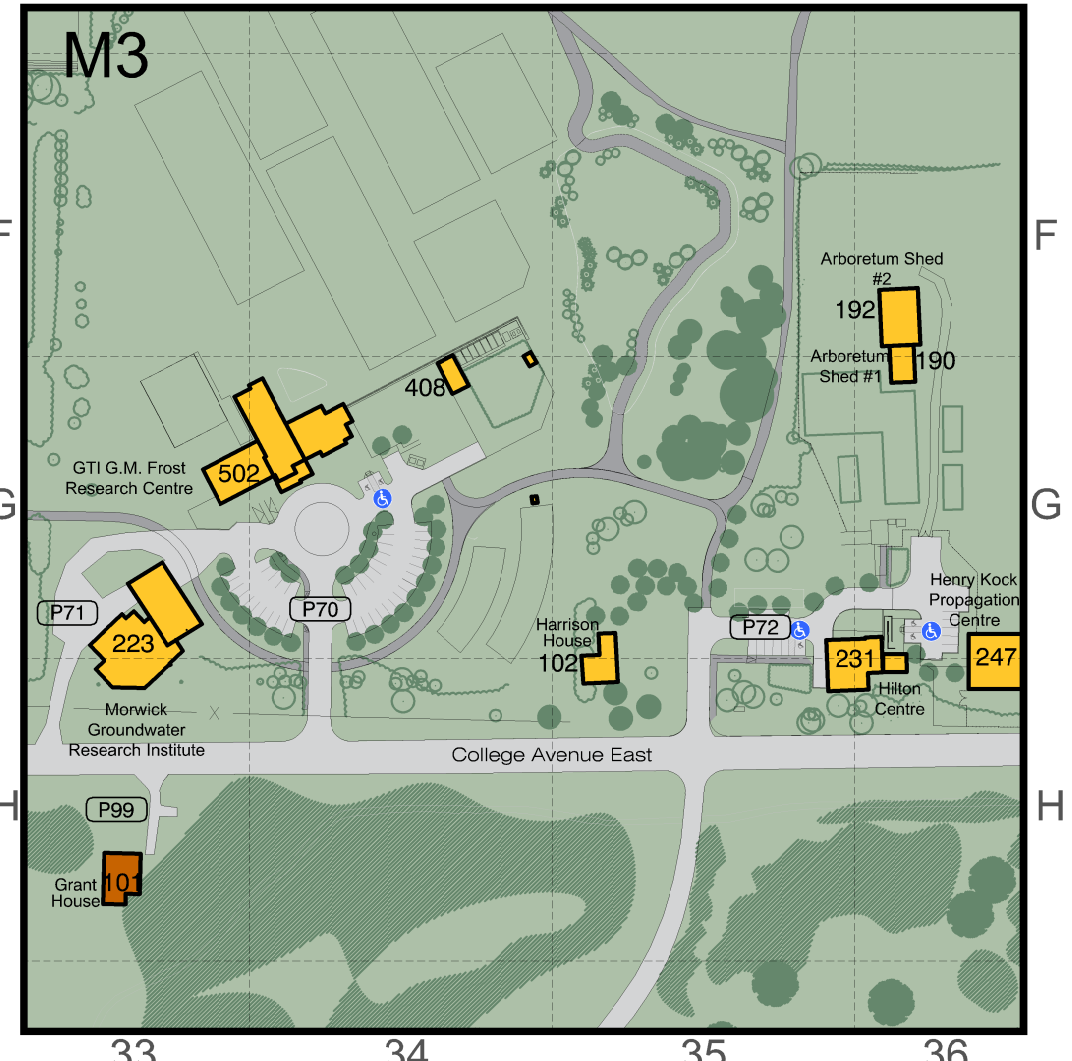 M3
F
F
Arboretum Shed
#2
192
Arboretum
Shed #1
190
408
GTI G.M. Frost
Research Centre
502
G
G
P71
P70
P72
Henry Kock
Propagation
Centre
223
Harrison
House
102
231
247
Hilton
Centre
Morwick
Groundwater
Research Institute
College Avenue East
H
H
P99
Grant
House
101
33
34
35
36